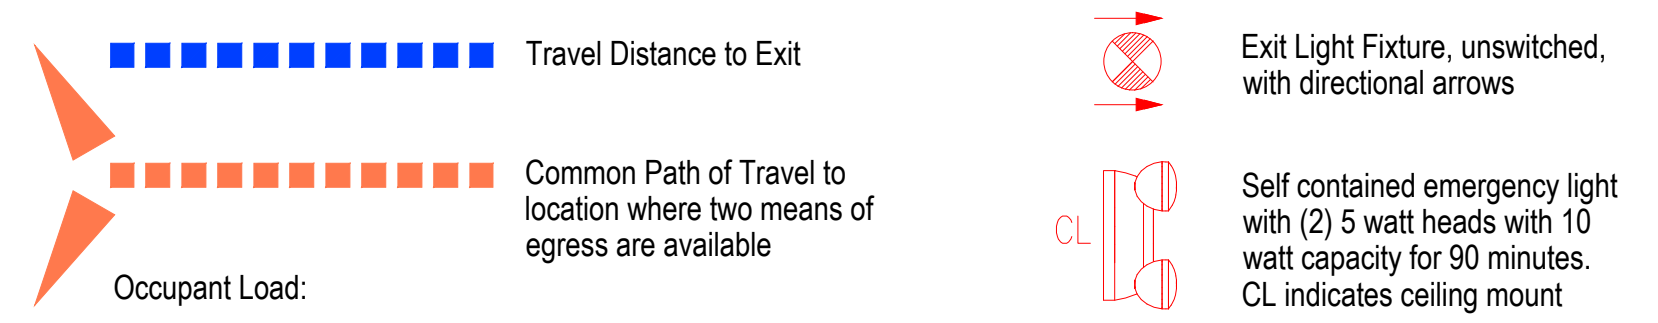 Travel Distance to Exit
Common Path of Travel to
location where two means of
egress are available
Occupant Load:
Exit Light Fixture, unswitched,
with directional arrows
CL
Self contained emergency light
with (2) 5 watt heads with 10
watt capacity for 90 minutes.
CL indicates ceiling mount